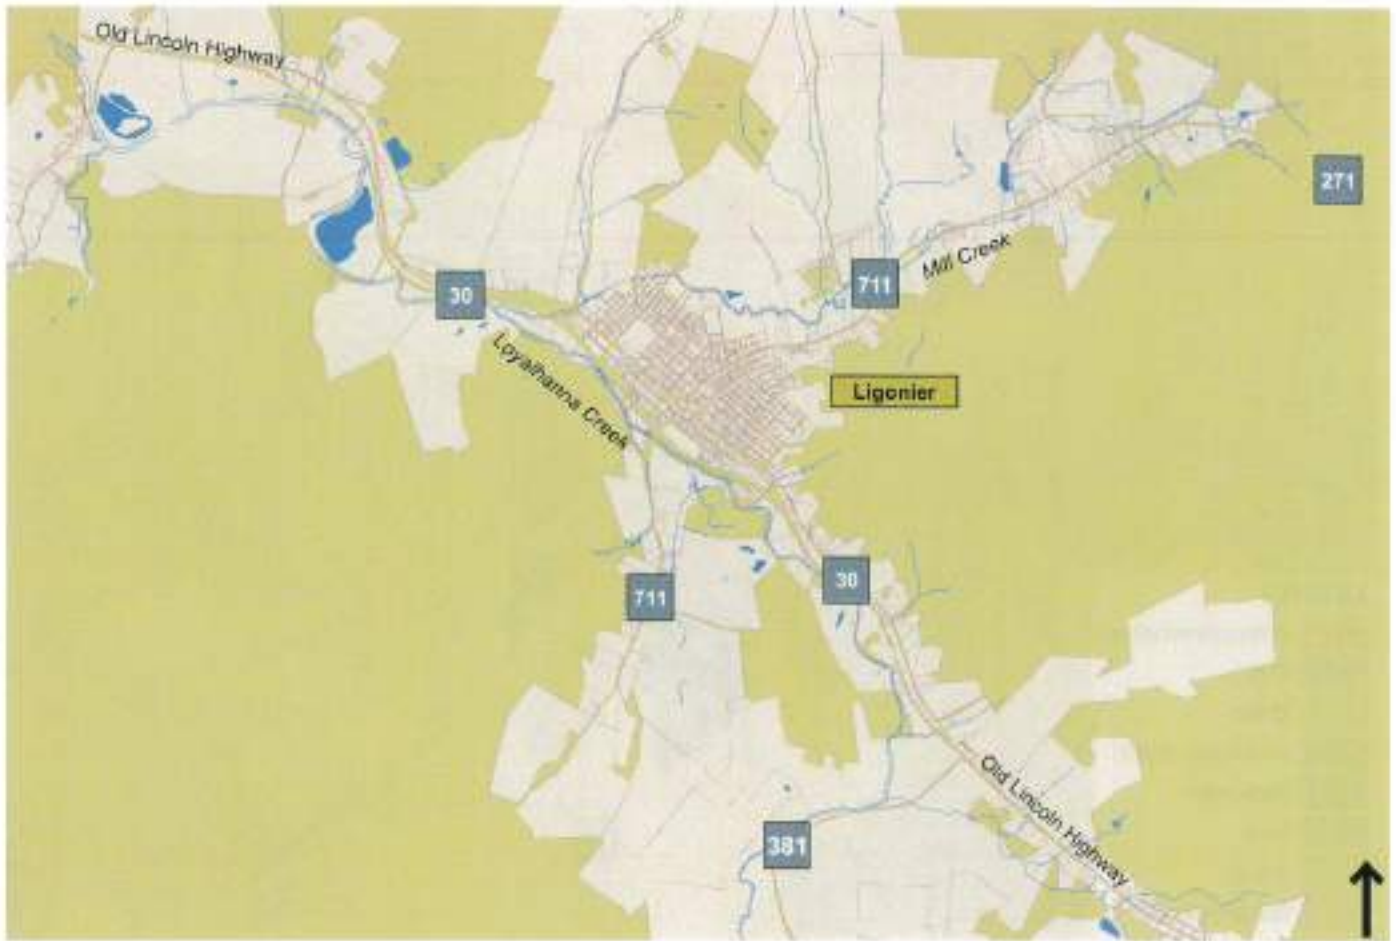 Old Lincoln Highway
271
Mill Creek
711
30
Loyalhanna Creek
Ligonier
30
711
Old Lincoln Highway
381